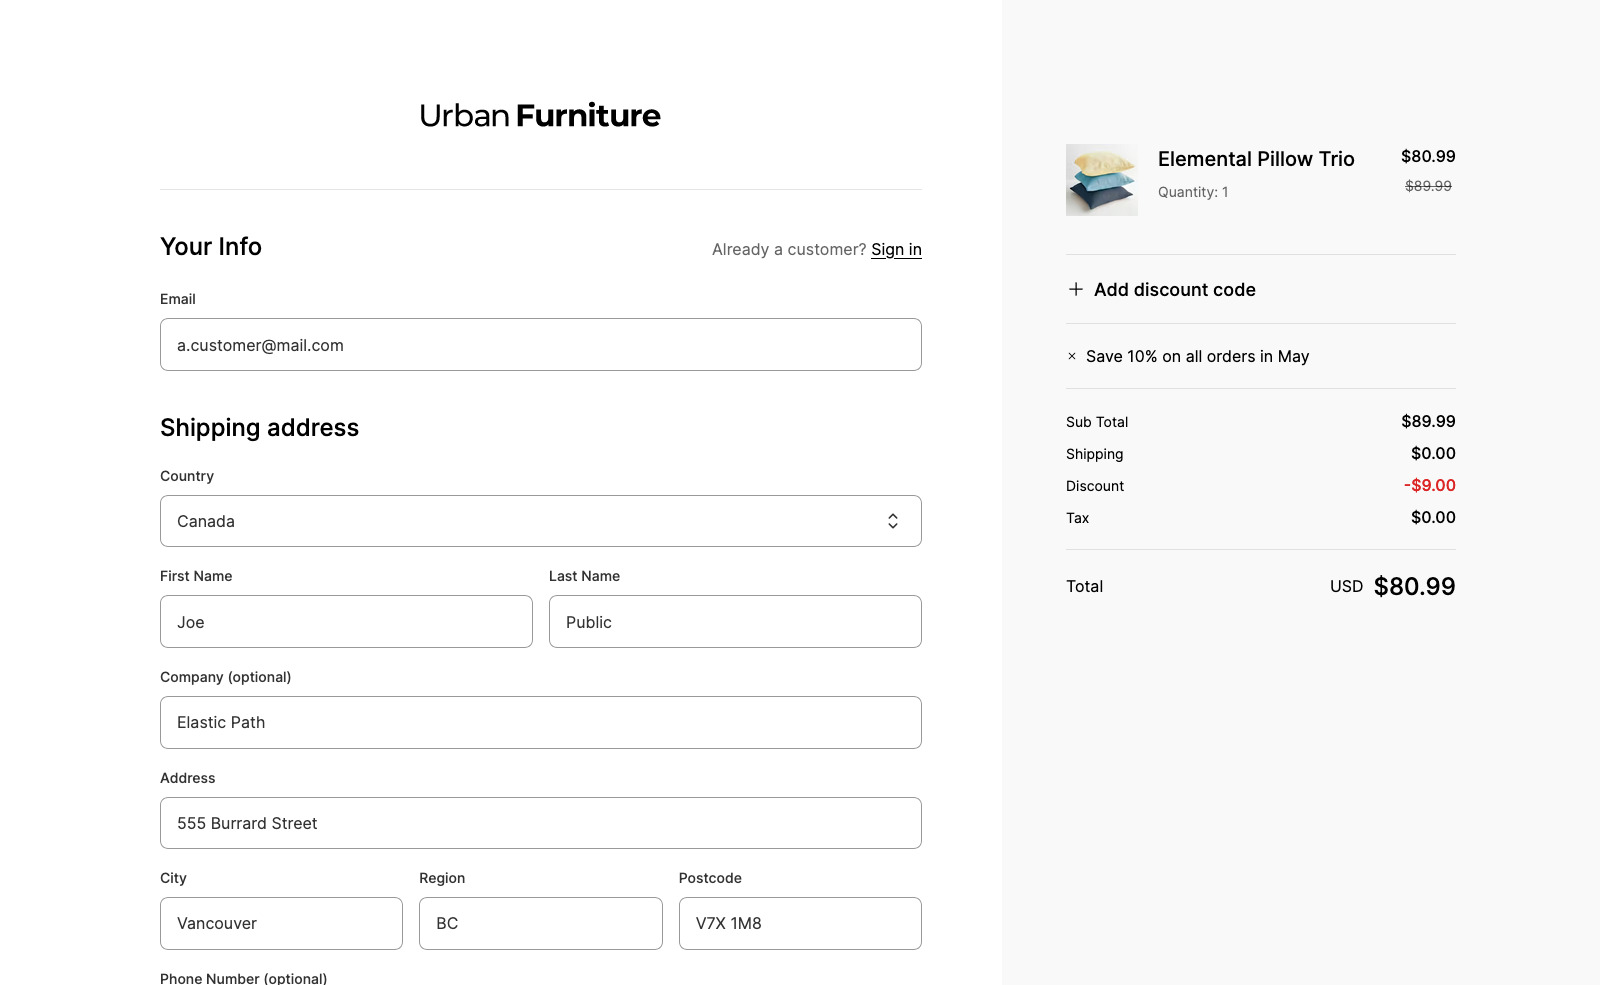 Urban Furniture
Your Info
Already a customer? Sign in
Email
a.customer@mail.com
Shipping address
Country
Canada
First Name
Last Name
Joe
Public
Company (optional)
Elastic Path
Address
555 Burrard Street
City
Region
Postcode
Vancouver
BC
V7X 1M8
Phone Number (optional)
Elemental Pillow Trio
$80.99
Quantity: 1
$89.99
Add discount code
Save 10% on all orders in May
Sub Total $89.99
Shipping $0.00
Discount -$9.00
Tax $0.00
Total USD $80.99